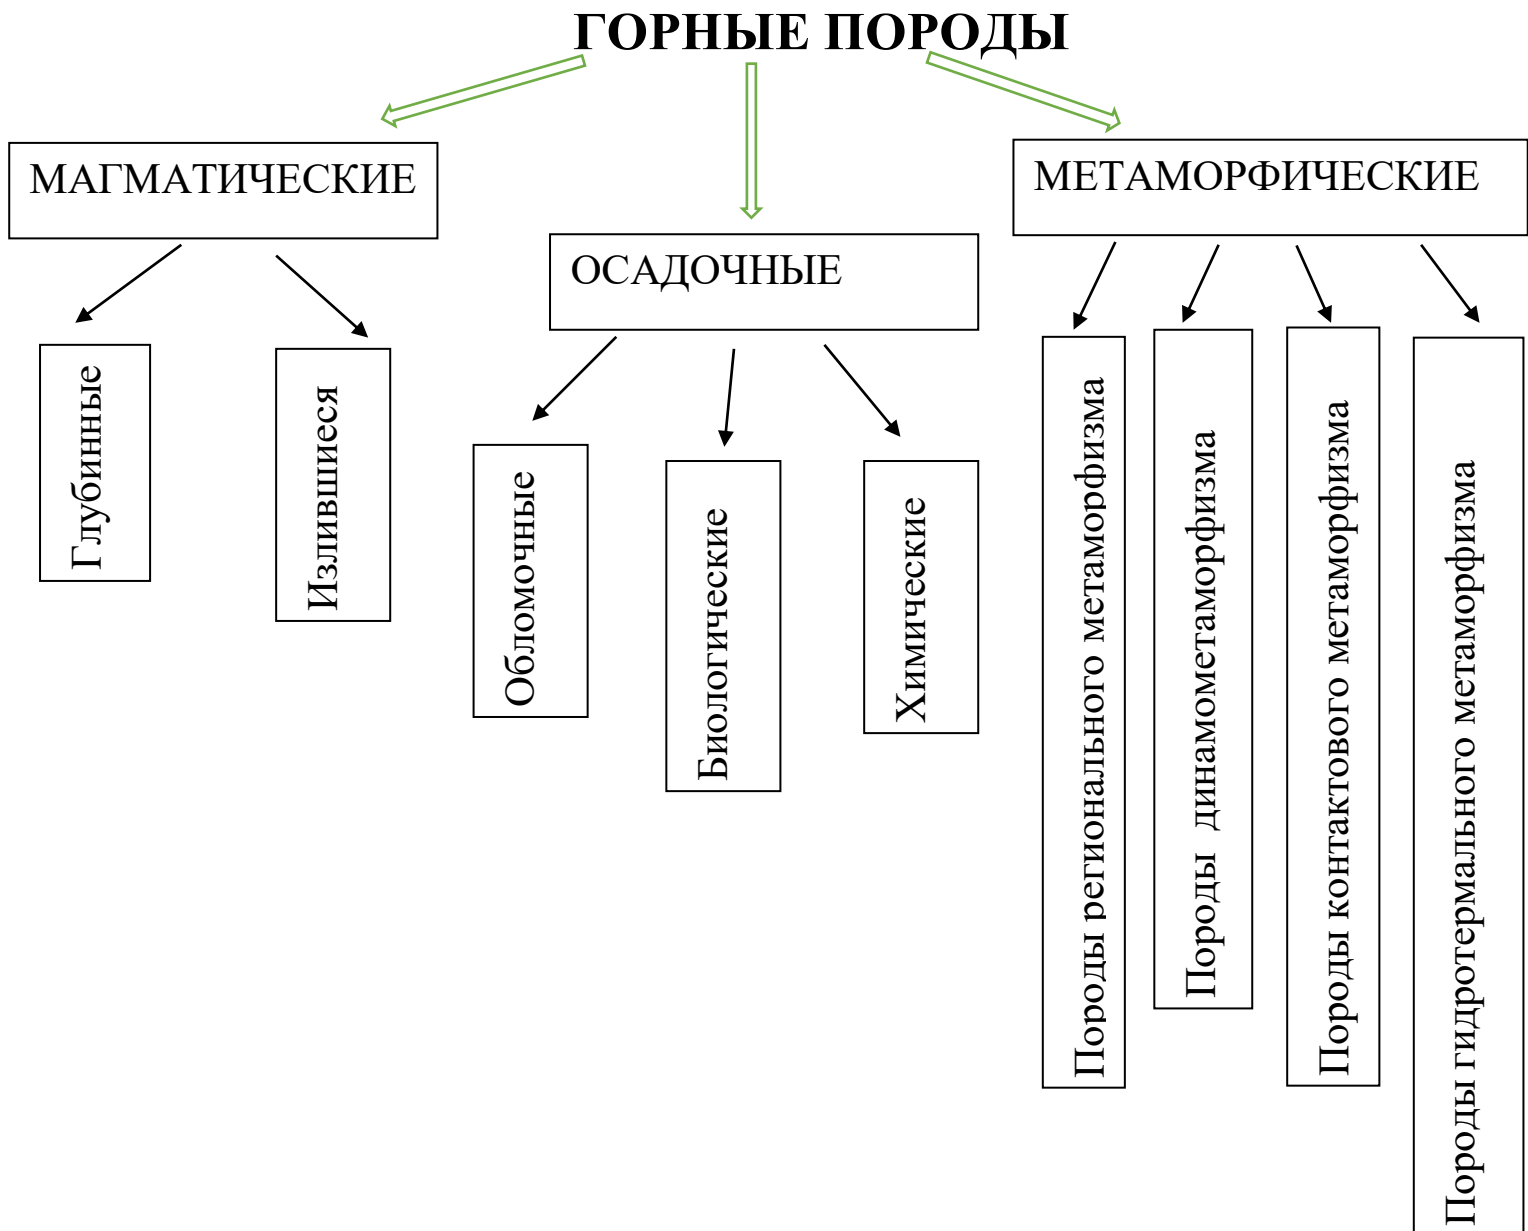 ГОРНЫЕ ПОРОДЫ
МАГМАТИЧЕСКИЕ
ОСАДОЧНЫЕ
МЕТАМОРФИЧЕСКИЕ
Глубинные
Излившиеся
Обломочные
Биологические
Химические
Породы регионального метаморфизма
Породы динамометаморфизма
Породы контактового метаморфизма
Породы гидротермального метаморфизма